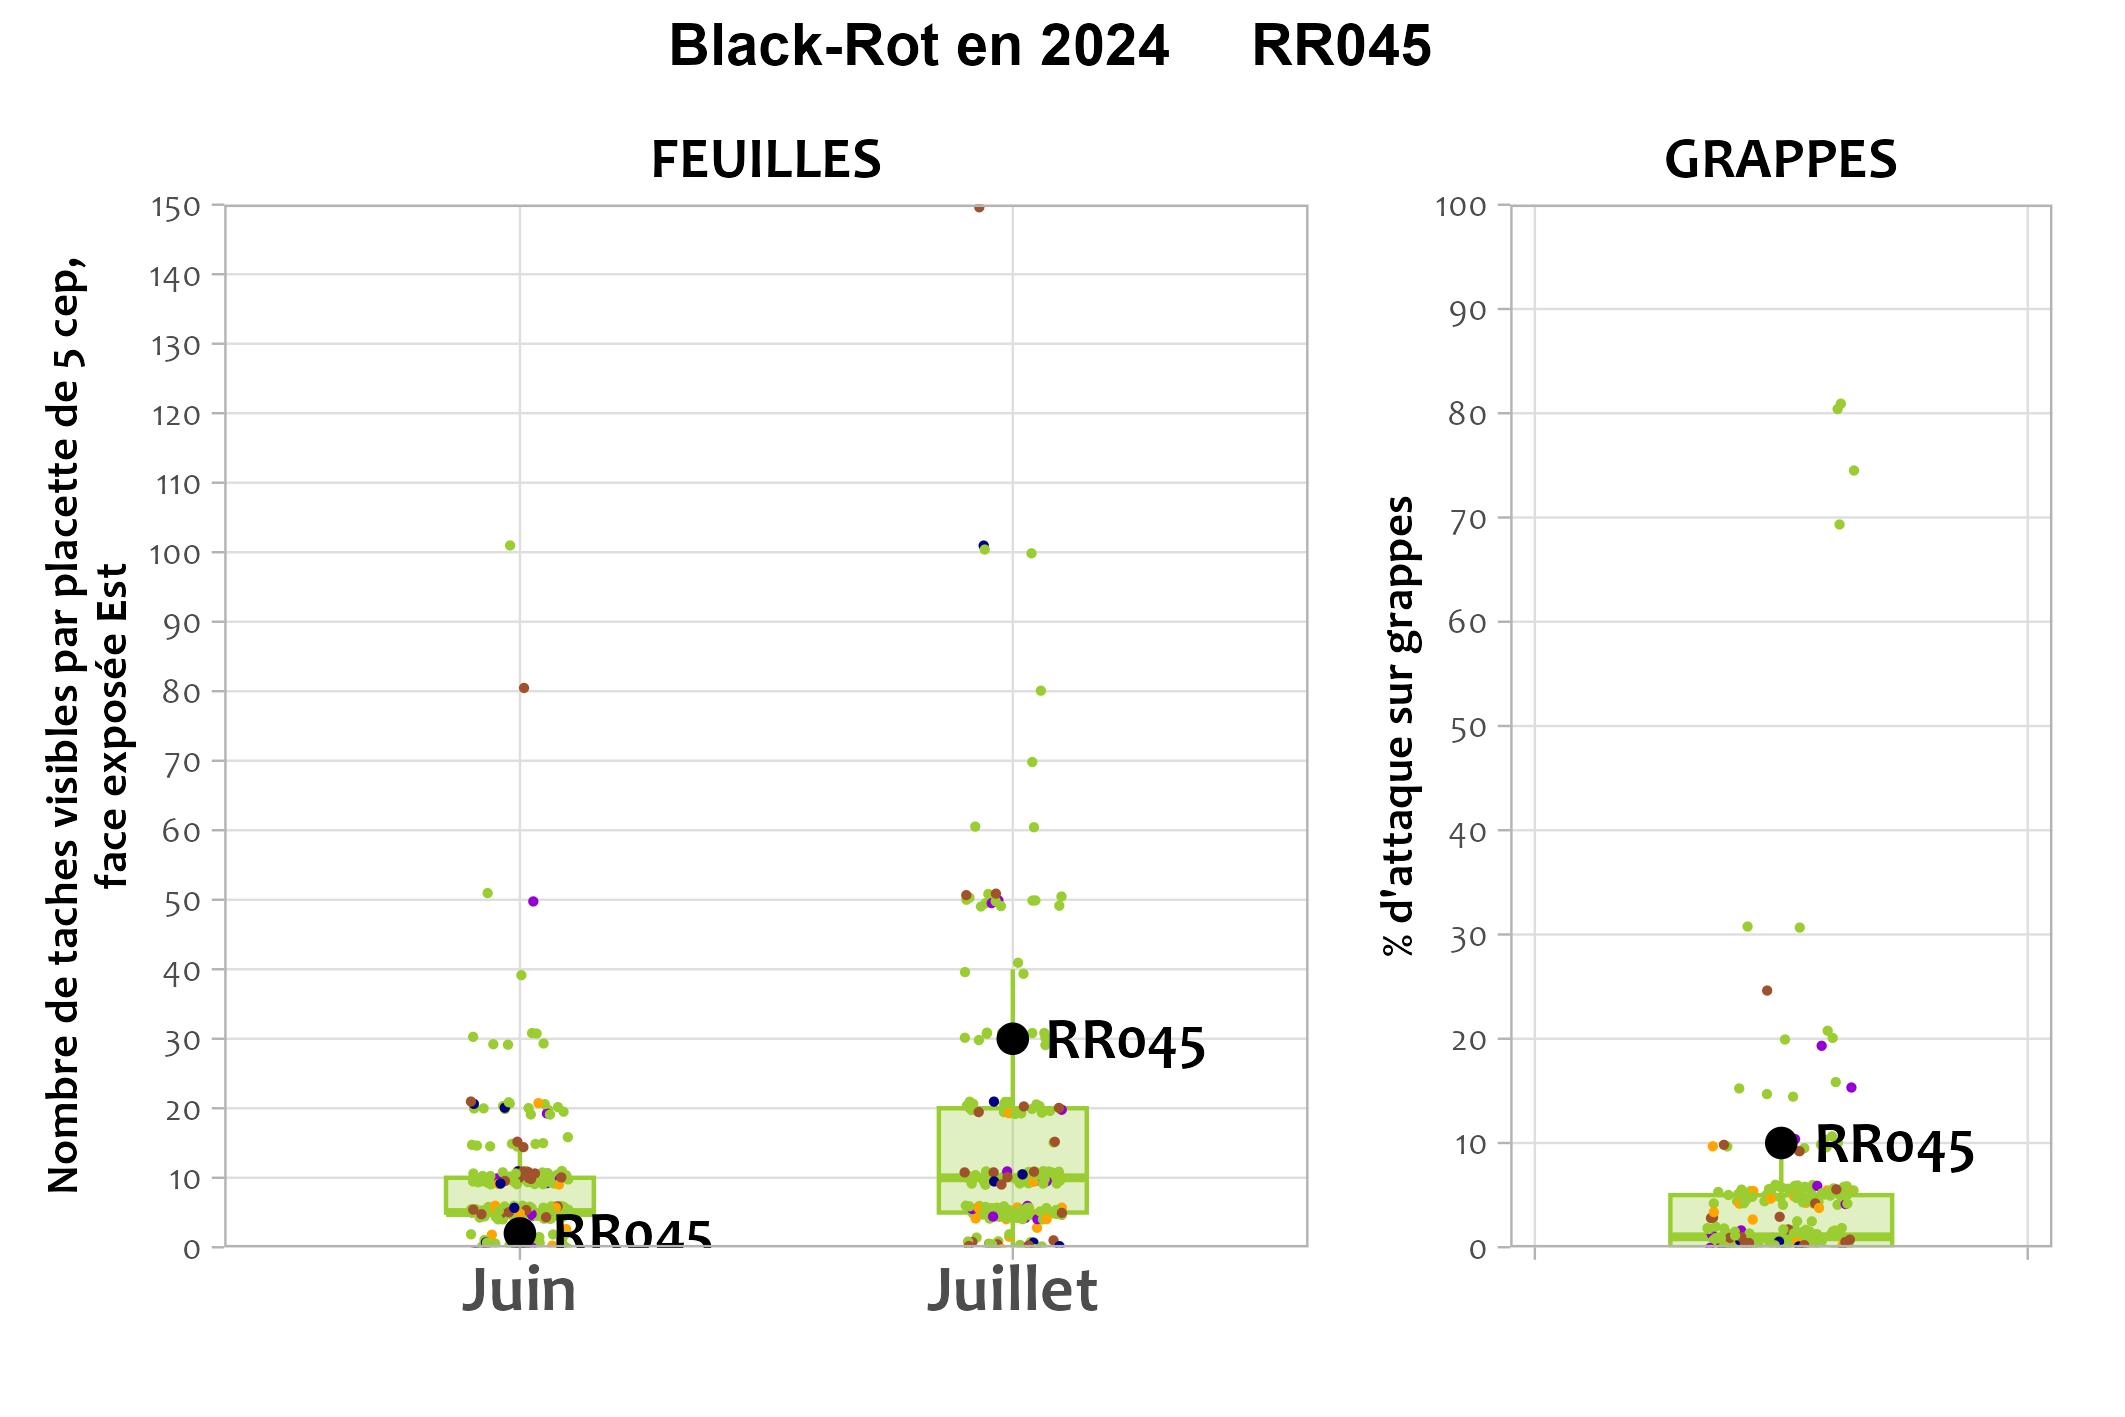 Black-Rot en 2024 RR045
FEUILLES
GRAPPES
Nombre de taches visibles par placette de 5 cep,
face exposée Est
150
140
130
120
110
100
90
80
70
60
50
40
30
20
10
0
RR045
RR045
Juin
Juillet
% d'attaque sur grappes
100
90
80
70
60
50
40
30
20
10
0
RR045